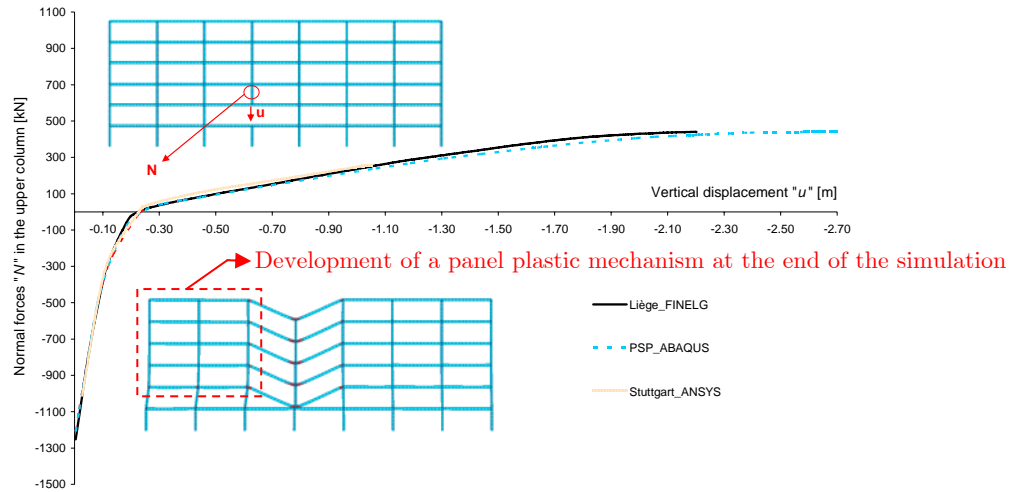 Normal forces "N" in the upper column [kN]
1100
900
700
500
300
100
-100
-300
-500
-700
-900
-1100
-1300
-1500
u
N
Vertical displacement "u" [m]
-0.10 -0.30 -0.50 -0.70 -0.90 -1.10 -1.30 -1.50 -1.70 -1.90 -2.10 -2.30 -2.50 -2.70
Development of a panel plastic mechanism at the end of the simulation
Liège_FINELG
PSP_ABAQUS
Stuttgart_ANSYS